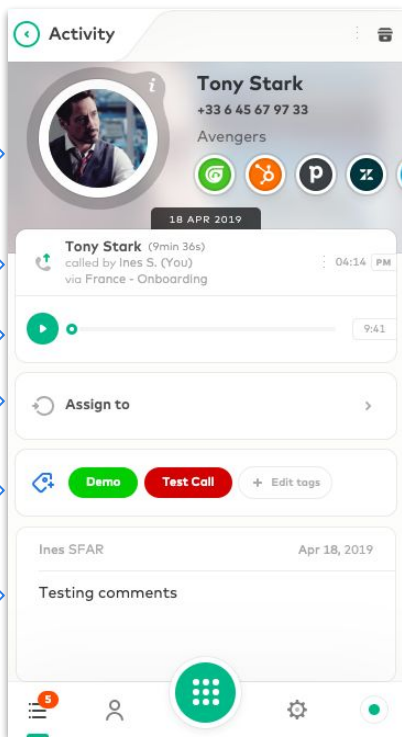 Activity
Tony Stark
+33 6 45 67 97 33
Avengers
18 APR 2019
Tony Stark (9min 36s)
called by Ines S. (You)
04:14 PM
via France - Onboarding
9:41
Assign to
Demo Test Call + Edit tags
Ines SFAR Apr 18, 2019
Testing comments
5